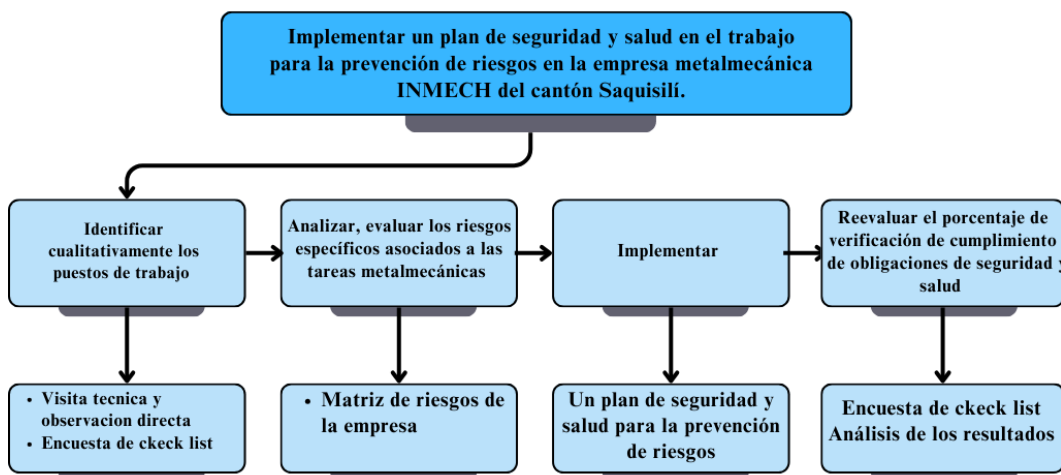 Implementar un plan de seguridad y salud en el trabajo
para la prevención de riesgos en la empresa metalmecánica
INMECH del cantón Saquisilí.
Identificar
cualitativamente los
puestos de trabajo
Analizar, evaluar los riesgos
específicos asociados a las
tareas metalmecánicas
Implementar
Reevaluar el porcentaje de
verificación de cumplimiento
de obligaciones de seguridad y
salud
• Visita tecnica y
observacion directa
• Encuesta de ckeck list
• Matriz de riesgos de
la empresa
Un plan de seguridad y
salud para la prevención
de riesgos
Encuesta de ckeck list
Análisis de los resultados